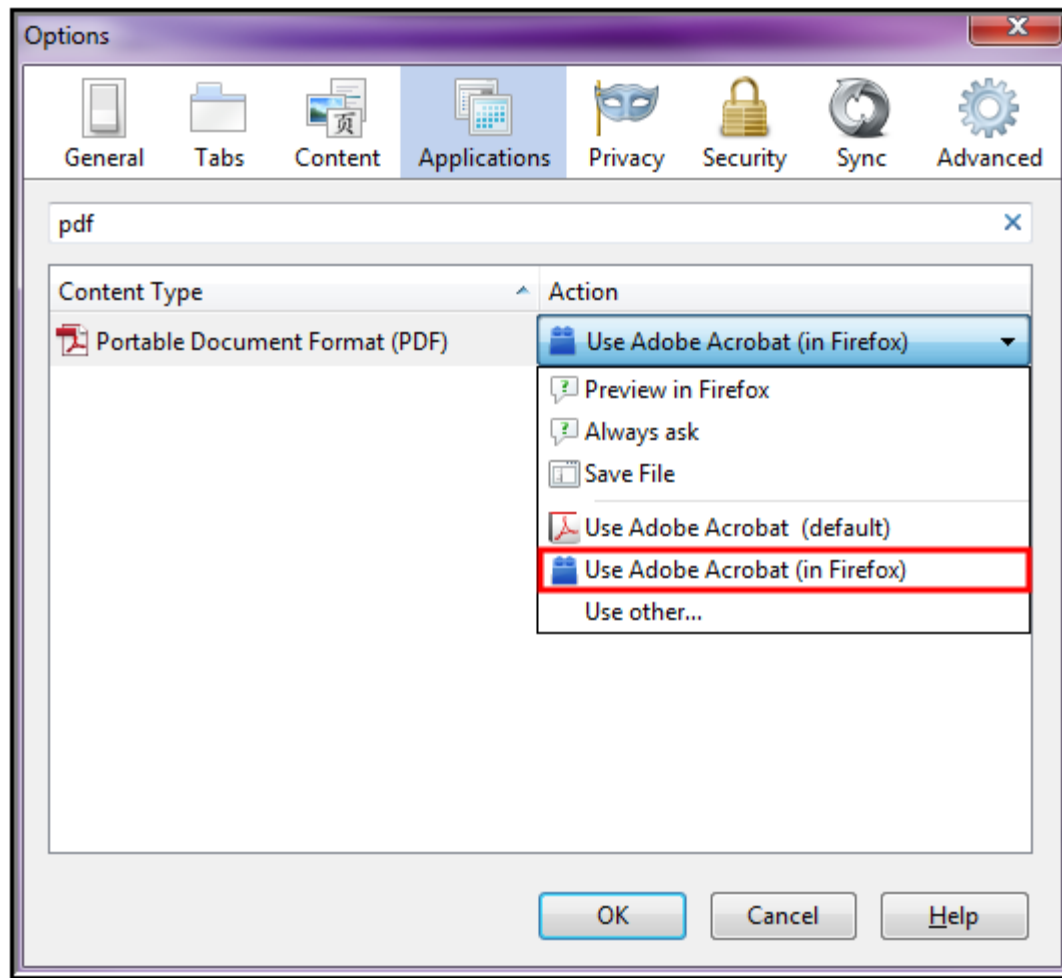 Options
General Tabs Content Applications Privacy Security Sync Advanced
pdf
Content Type Action
Portable Document Format (PDF) Use Adobe Acrobat (in Firefox)
Preview in Firefox
Always ask
Save File
Use Adobe Acrobat (default)
Use Adobe Acrobat (in Firefox)
Use other...
OK Cancel Help
页